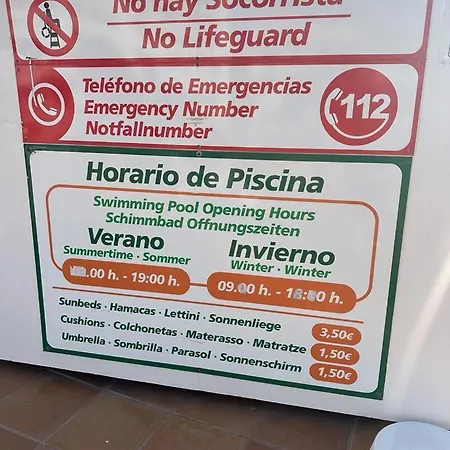 No hay Socorrista
No Lifeguard
Teléfono de Emergencias
Emergency Number
Notfallnumber
112
Horario de Piscina
Swimming Pool Opening Hours
Schimmbad Offnungszeiten
Verano
Summertime · Sommer
.00 h. - 19:00 h.
Invierno
Winter · Winter
09.00 h. - h.
Sunbeds · Hamacas · Lettini · Sonnenliege
3,50€
Cushions · Colchonetas · Materasso · Matratze
1,50€
Umbrella · Sombrilla · Parasol · Sonnenschirm
1,50€